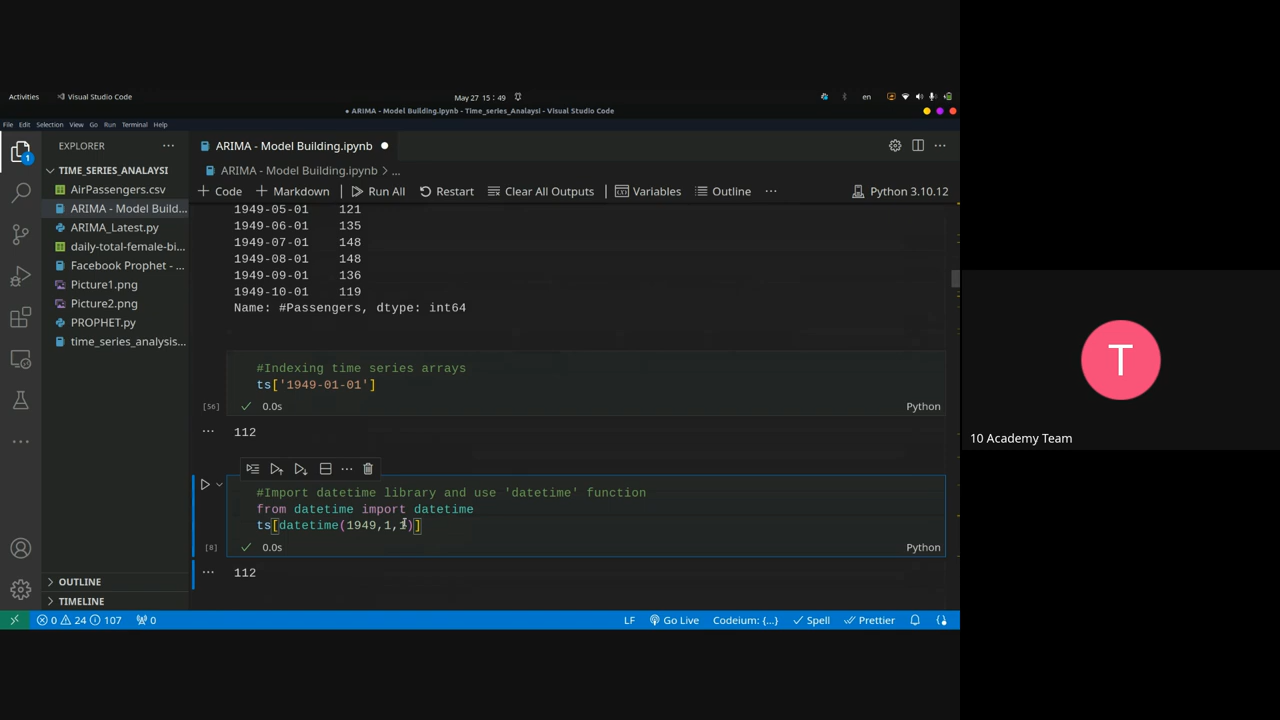 Activities
Visual Studio Code
May 27 15:49
en
● ARIMA - Model Building.ipynb - Time_series_Analaysi - Visual Studio Code
File Edit Selection View Go Run Terminal Help
EXPLORER
ARIMA - Model Building.ipynb
TIME_SERIES_ANALAYSI
ARIMA - Model Building.ipynb > ...
AirPassengers.csv
Code
Markdown
Run All
Restart
Clear All Outputs
Variables
Outline
...
Python 3.10.12
ARIMA - Model Build...
ARIMA_Latest.py
daily-total-female-bi...
Facebook Prophet - ...
Picture1.png
Picture2.png
PROPHET.py
time_series_analysis...
1949-05-01 121
1949-06-01 135
1949-07-01 148
1949-08-01 148
1949-09-01 136
1949-10-01 119
Name: #Passengers, dtype: int64
#Indexing time series arrays
ts['1949-01-01']
[56]
0.0s
Python
112
#Import datetime library and use 'datetime' function
from datetime import datetime
ts[datetime(1949,1,1)]
[8]
0.0s
Python
112
OUTLINE
TIMELINE
0 24 107 0
LF
Go Live
Codeium: {...}
Spell
Prettier
1
T
10 Academy Team